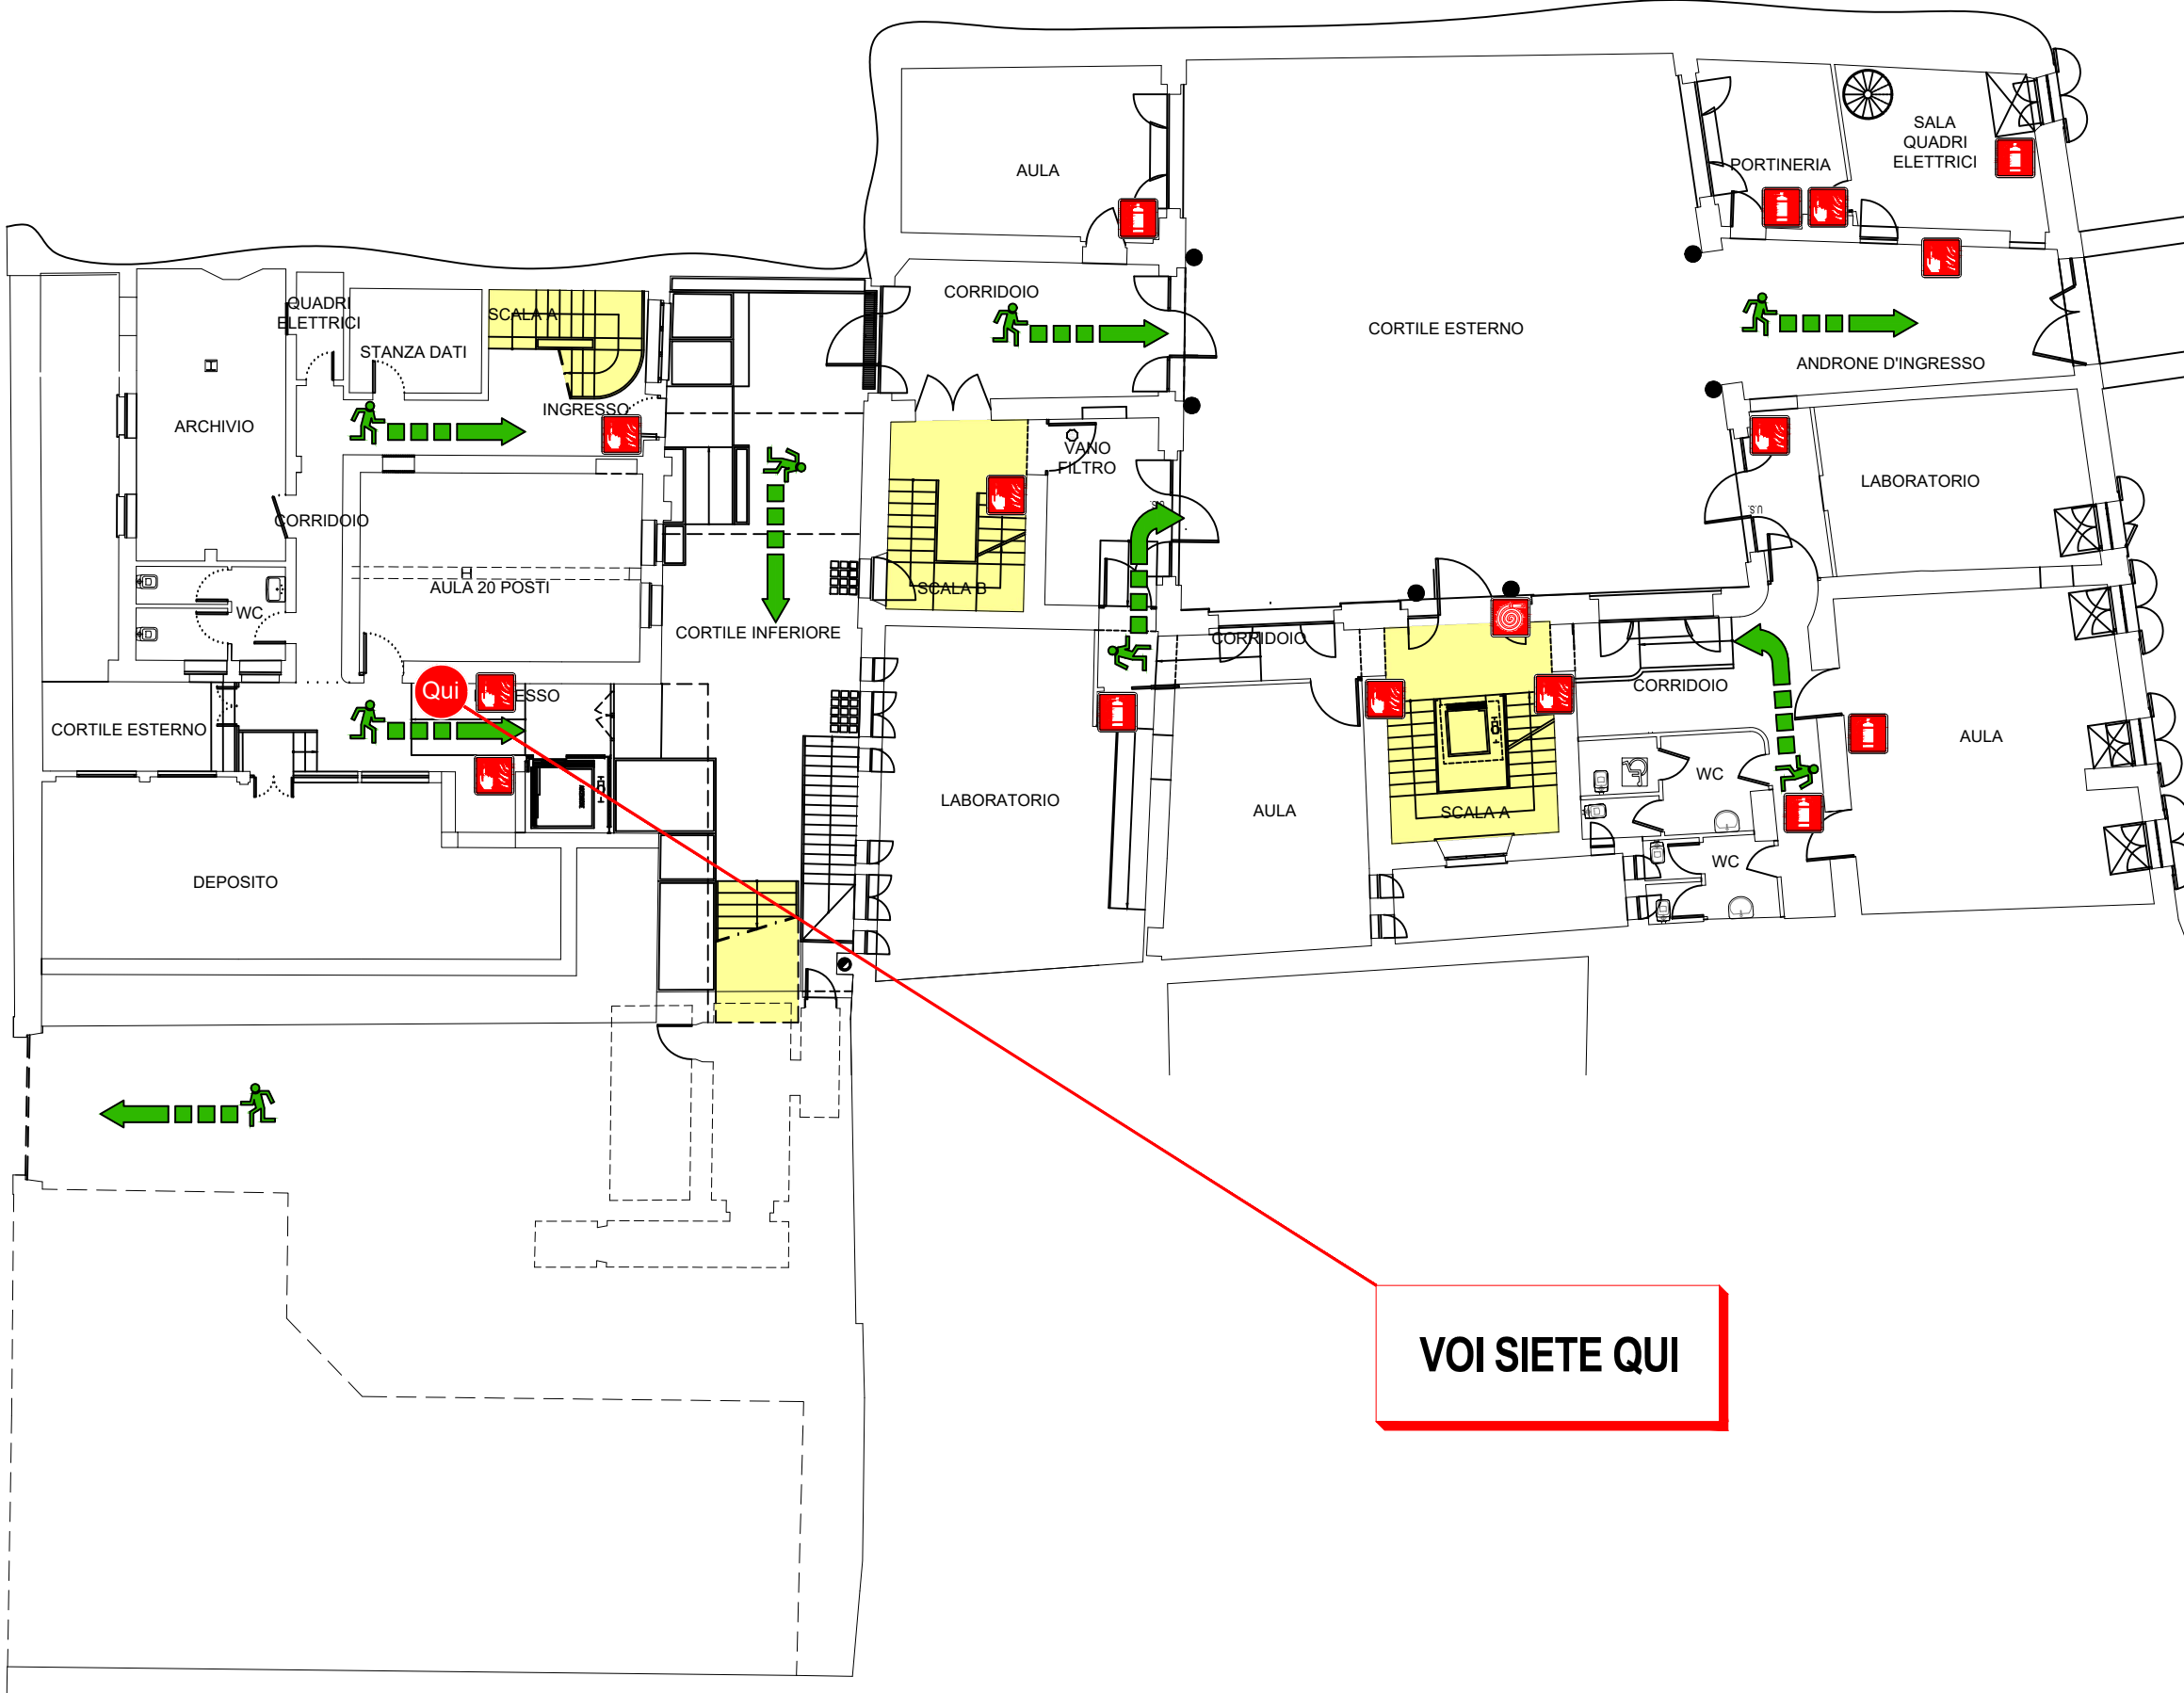 SALA
QUADRI
ELETTRICI
PORTINERIA
AULA
CORRIDOIO
CORTILE ESTERNO
ANDRONE D'INGRESSO
QUADRI
ELETTRICI
SCALA A
STANZA DATI
INGRESSO
ARCHIVIO
VANO
FILTRO
LABORATORIO
U.S.
U.S.
CORRIDOIO
AULA 20 POSTI
SCALA B
WC
CORTILE INFERIORE
CORRIDOIO
Qui
ESSO
CORRIDOIO
CORTILE ESTERNO
AULA
WC
LABORATORIO
AULA
SCALA A
WC
DEPOSITO
VOI SIETE QUI